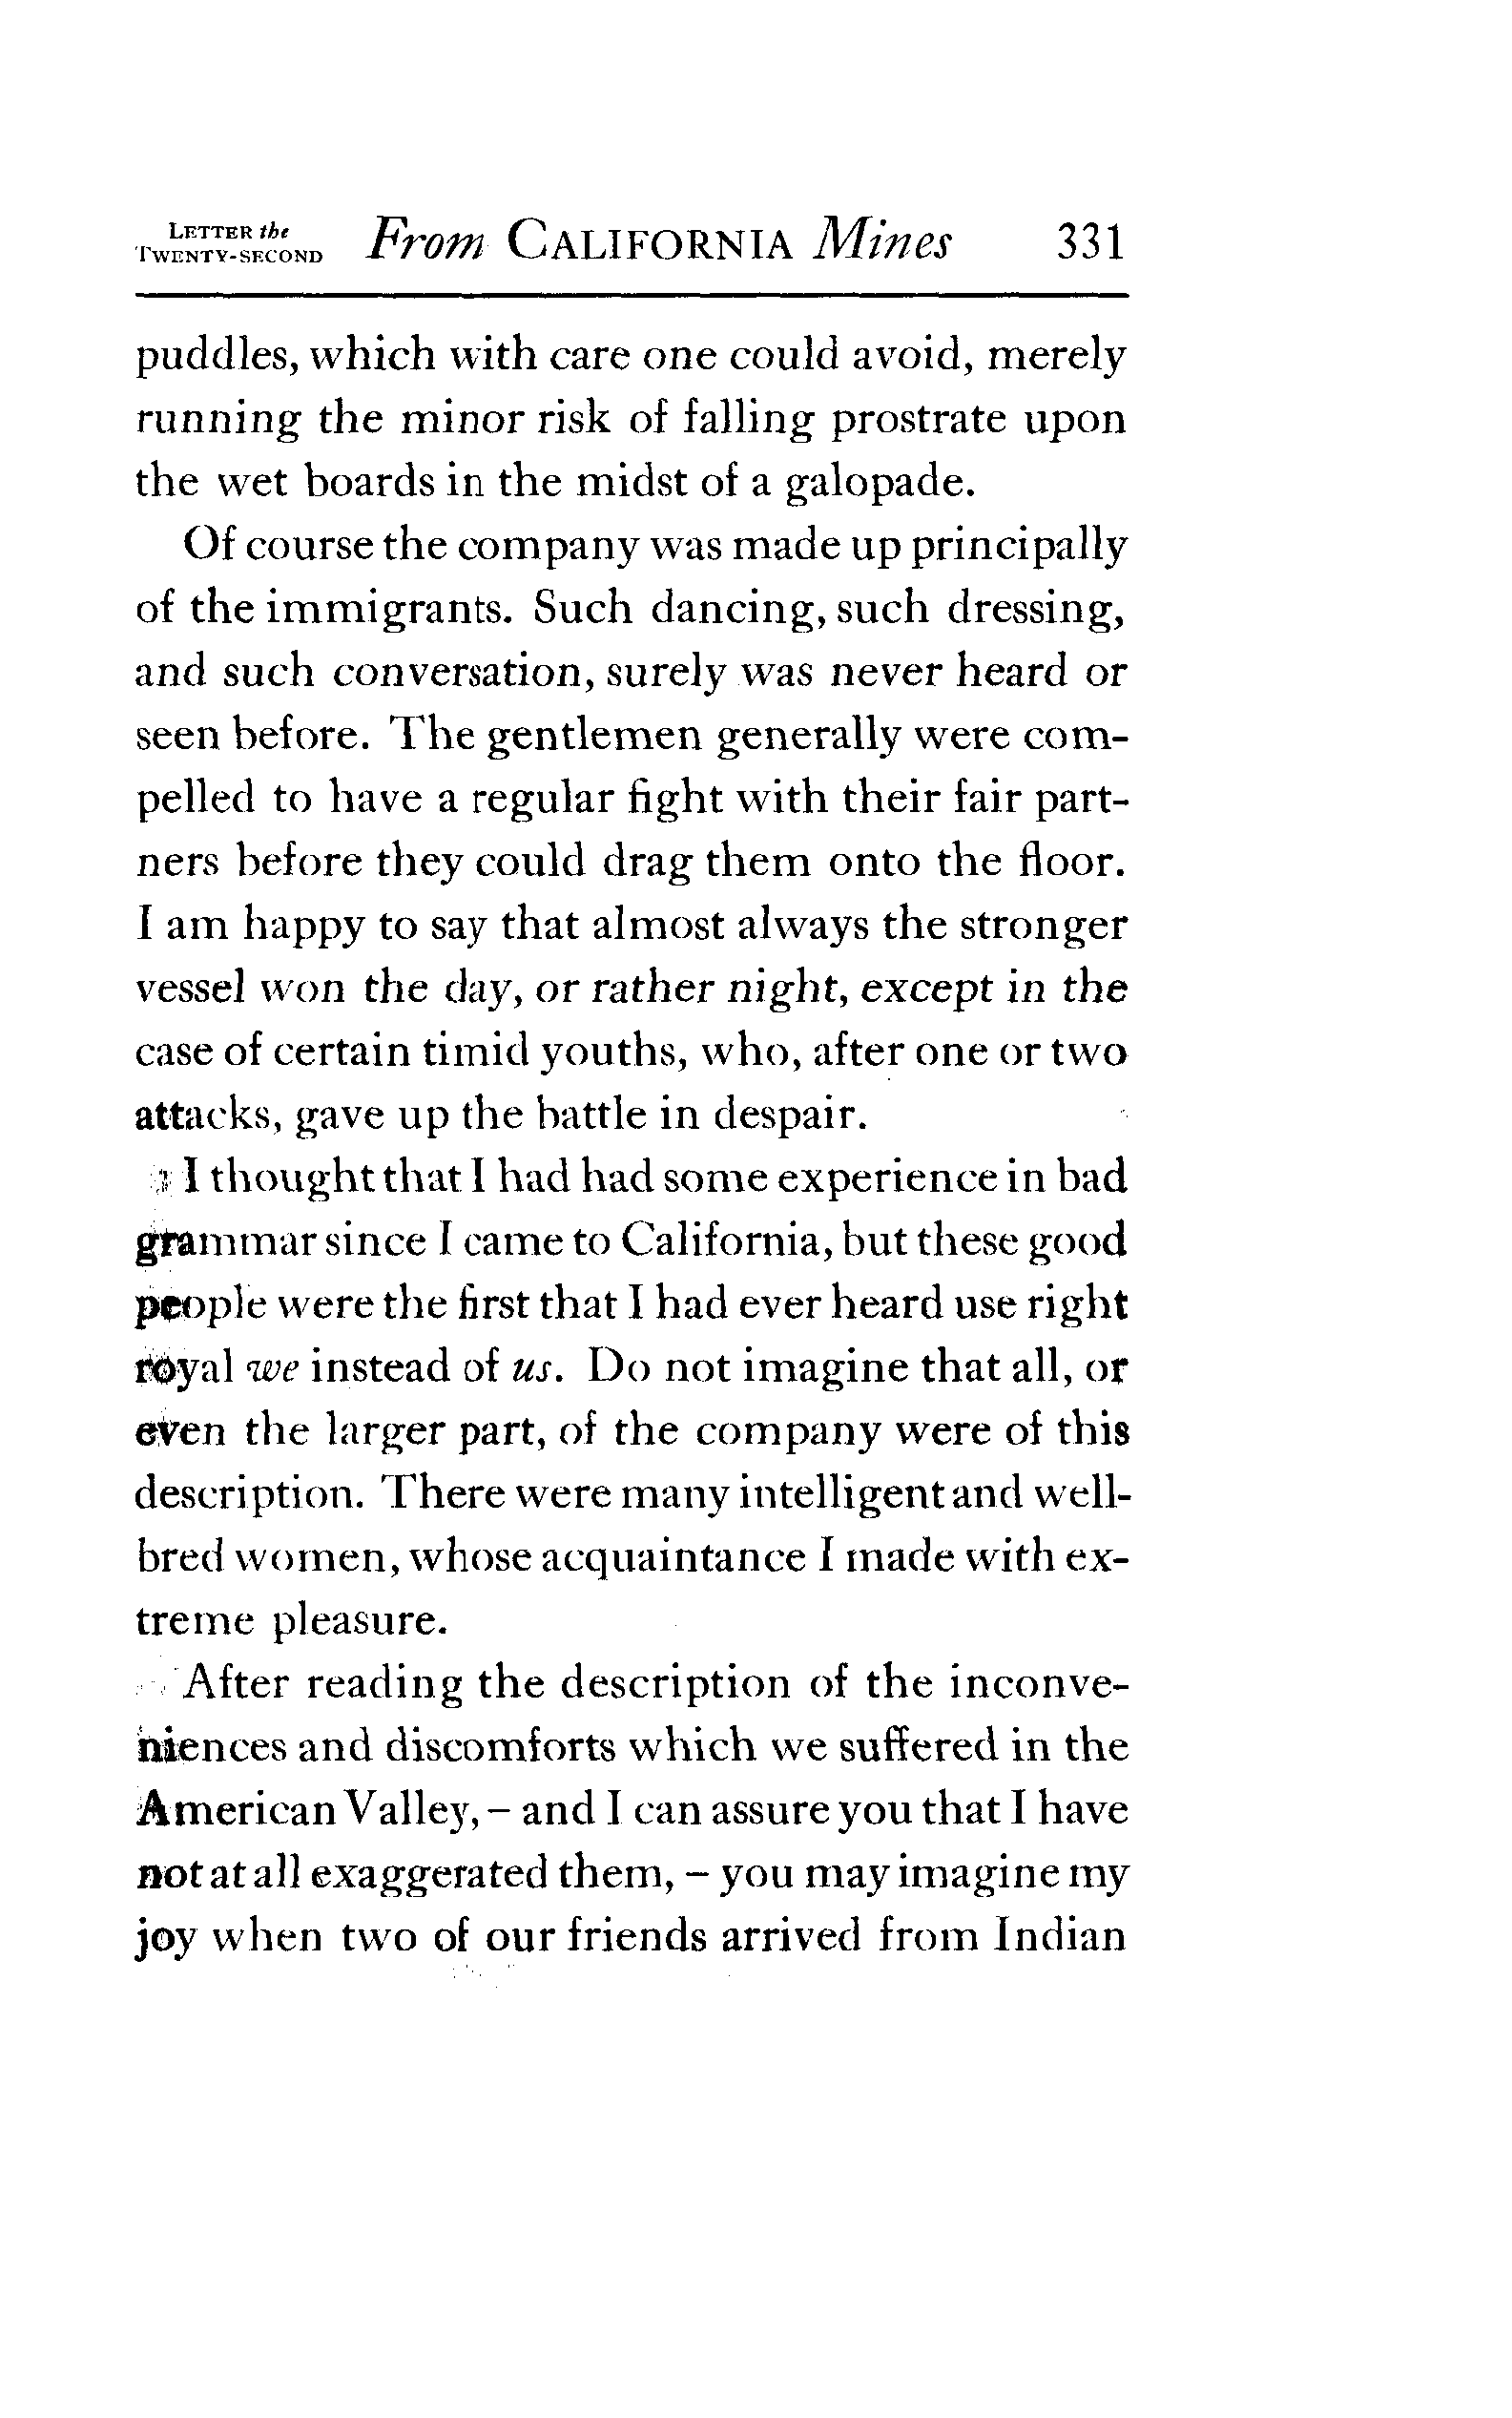 LETTER the
TWENTY-SECOND
From CALIFORNIA Mines 331
puddles, which with care one could avoid, merely
running the minor risk of falling prostrate upon
the wet boards in the midst of a galopade.
Of course the company was made up principally
of the immigrants. Such dancing, such dressing,
and such conversation, surely was never heard or
seen before. The gentlemen generally were com-
pelled to have a regular fight with their fair part-
ners before they could drag them onto the floor.
I am happy to say that almost always the stronger
vessel won the day, or rather night, except in the
case of certain timid youths, who, after one or two
attacks, gave up the battle in despair.
I thought that I had had some experience in bad
grammar since I came to California, but these good
people were the first that I had ever heard use right
royal we instead of us. Do not imagine that all, or
even the larger part, of the company were of this
description. There were many intelligent and well-
bred women, whose acquaintance I made with ex-
treme pleasure.
After reading the description of the inconve-
niences and discomforts which we suffered in the
American Valley, – and I can assure you that I have
not at all exaggerated them, – you may imagine my
joy when two of our friends arrived from Indian